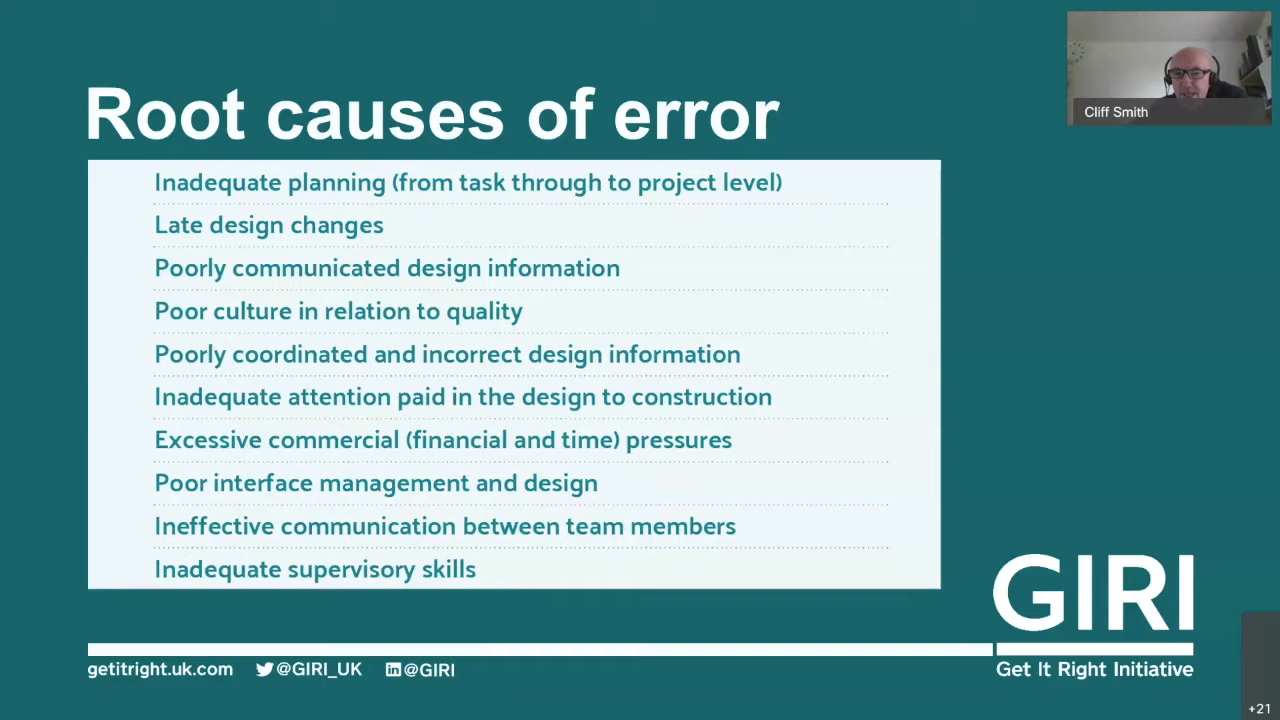 Root causes of error
Cliff Smith
Inadequate planning (from task through to project level)
Late design changes
Poorly communicated design information
Poor culture in relation to quality
Poorly coordinated and incorrect design information
Inadequate attention paid in the design to construction
Excessive commercial (financial and time) pressures
Poor interface management and design
Ineffective communication between team members
Inadequate supervisory skills
GIRI
Get It Right Initiative
getitright.uk.com @GIRI_UK in @GIRI
+21